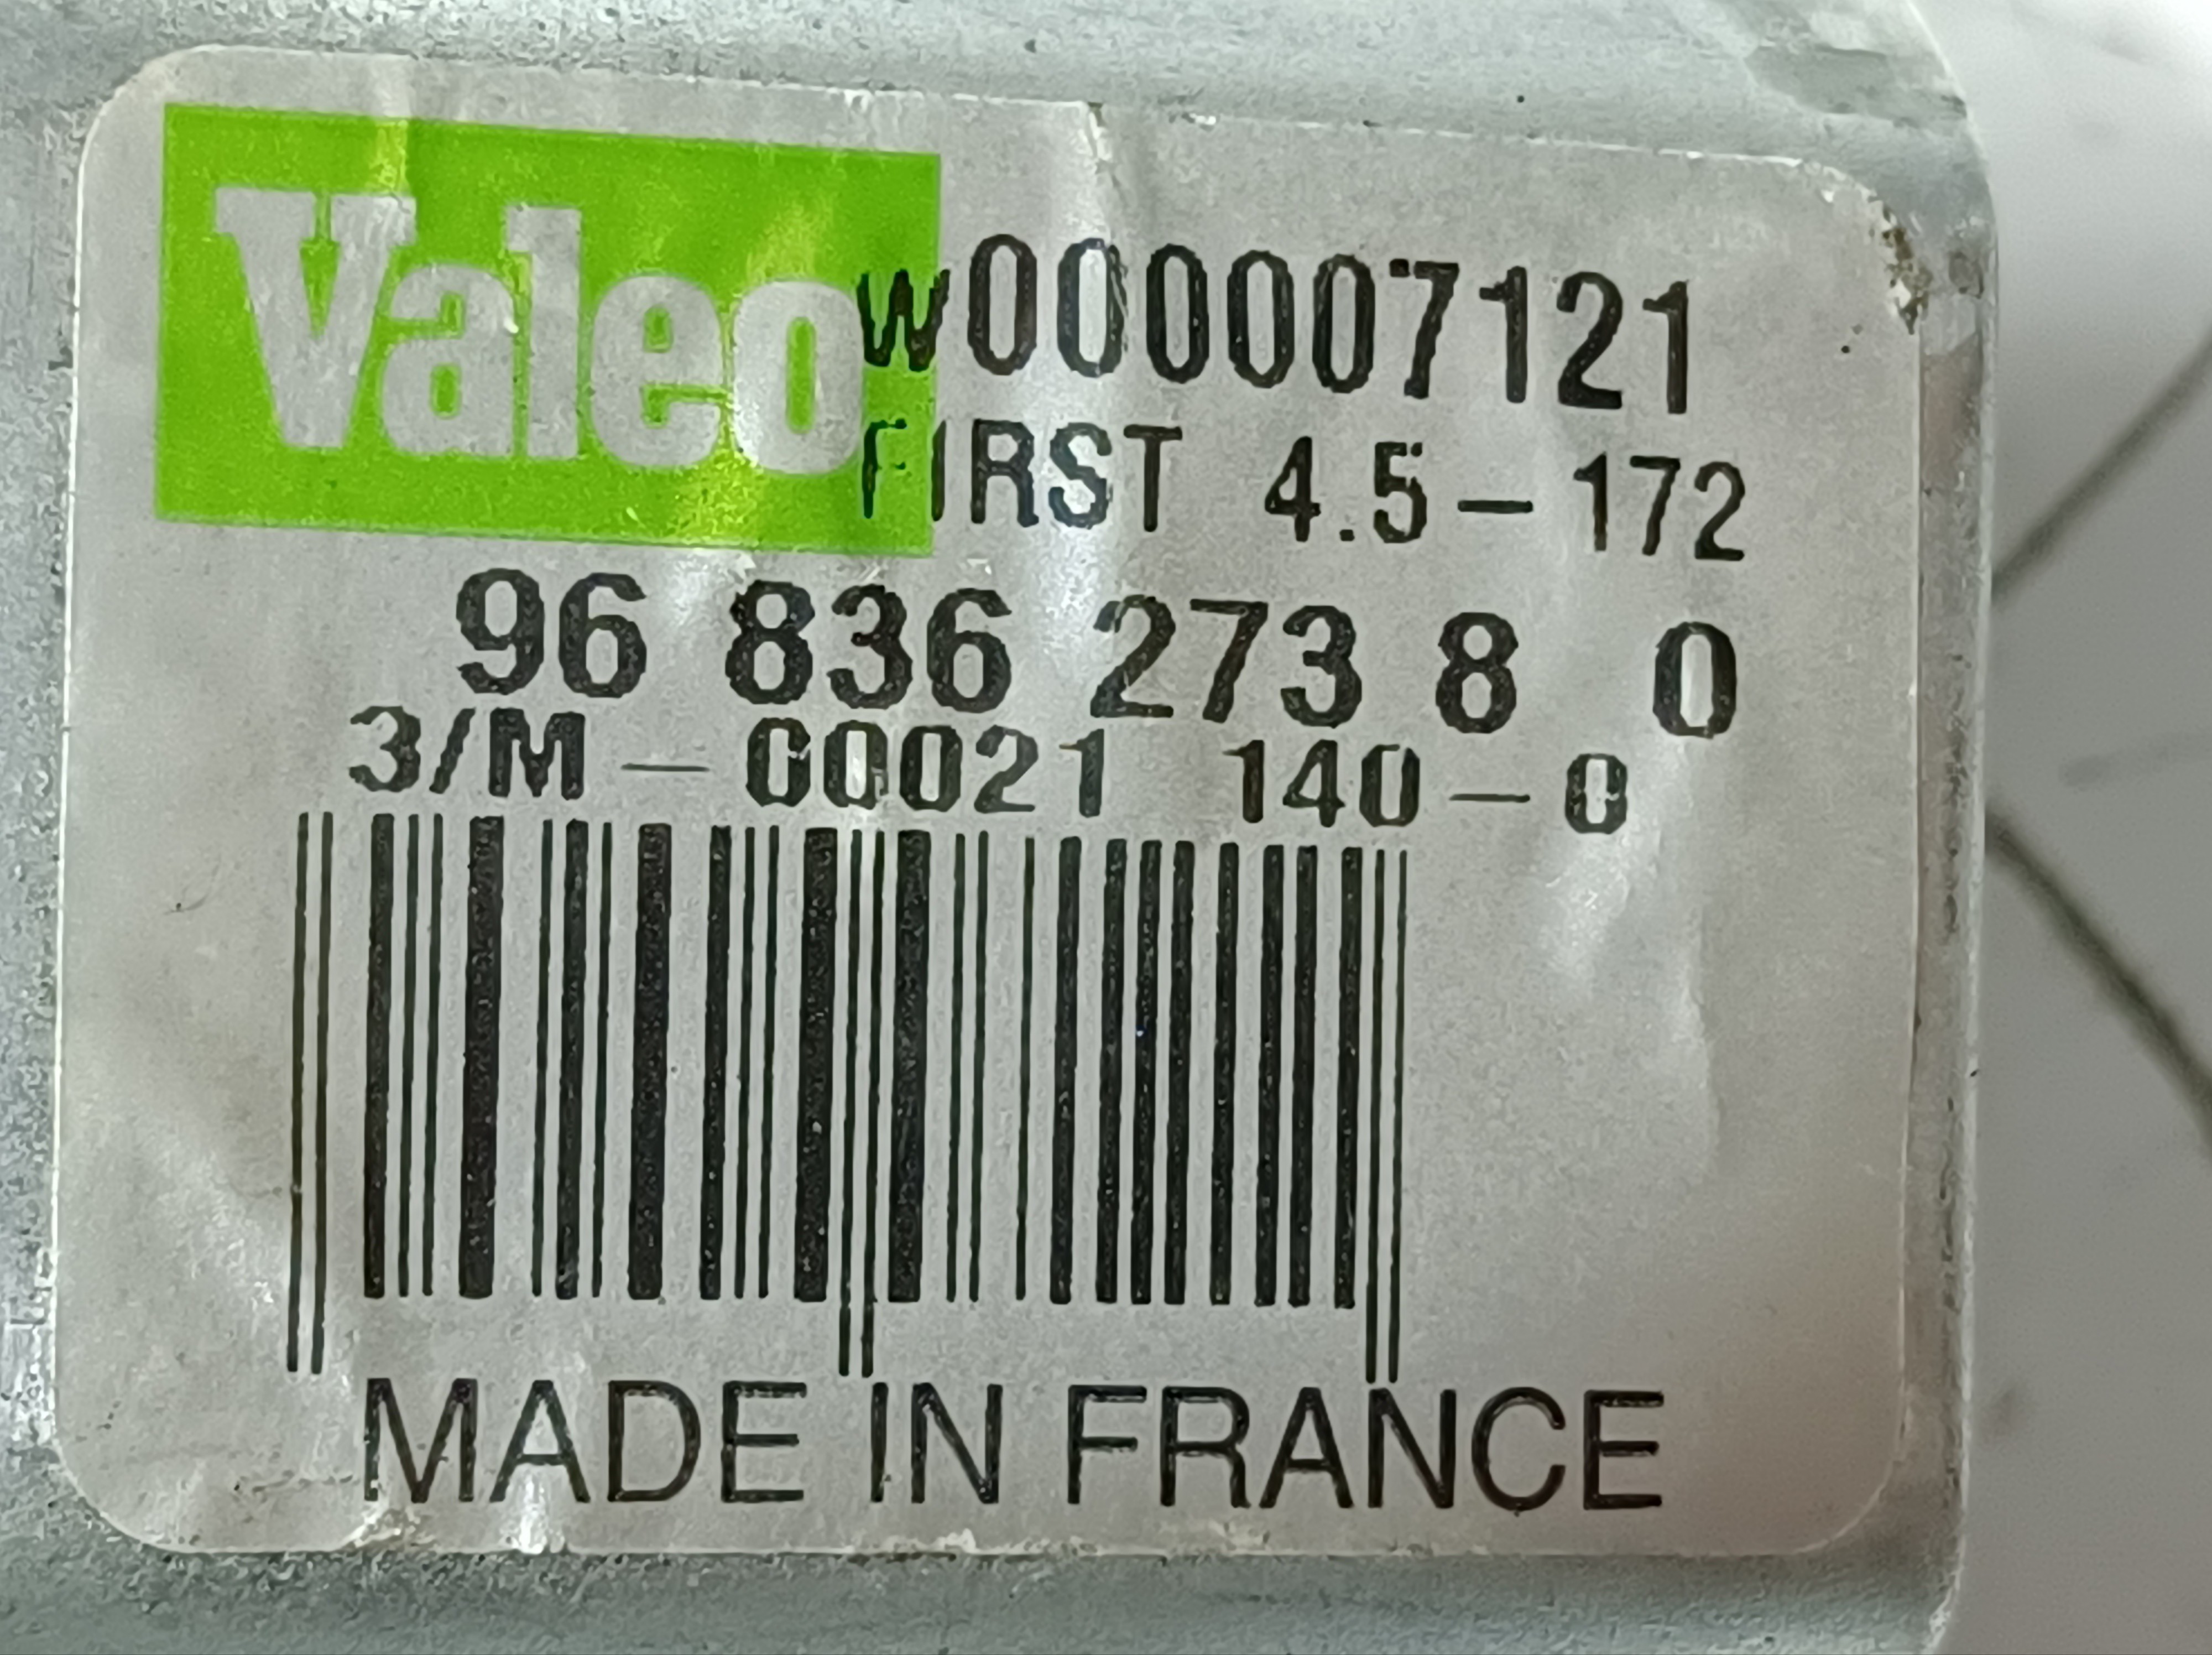 Valeo
W000007121
FIRST 4.5-172
96 836 273 8 0
3/M - 00021 140-0
MADE IN FRANCE